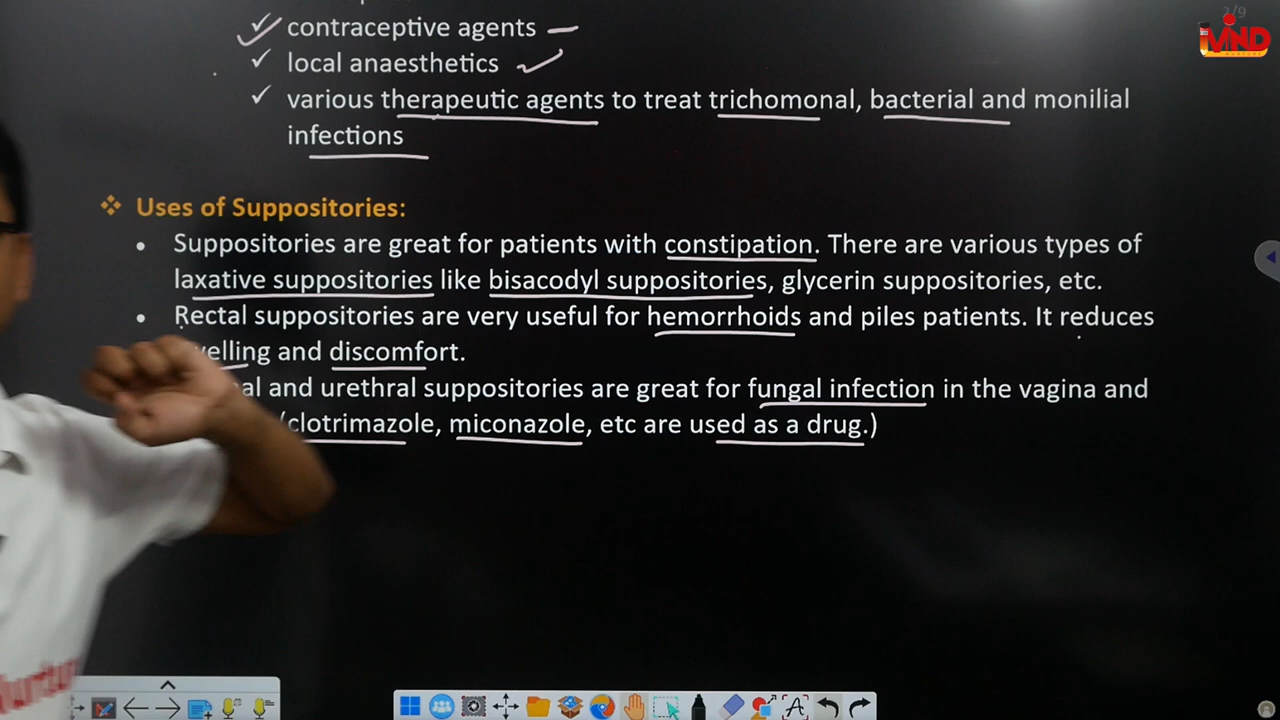 2/9
contraceptive agents
local anaesthetics
various therapeutic agents to treat trichomonal, bacterial and monilial
infections
Uses of Suppositories:
Suppositories are great for patients with constipation. There are various types of
laxative suppositories like bisacodyl suppositories, glycerin suppositories, etc.
Rectal suppositories are very useful for hemorrhoids and piles patients. It reduces
and discomfort.
and urethral suppositories are great for fungal infection in the vagina and
(clotrimazole, miconazole, etc are used as a drug.)